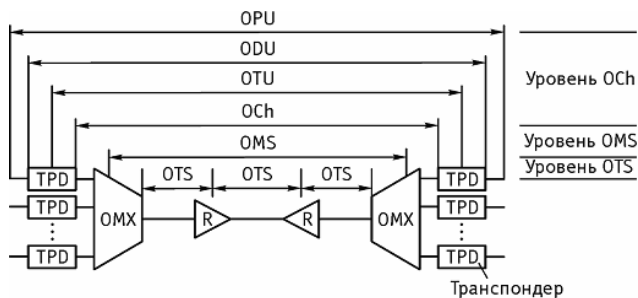 OPU
ODU
OTU
OCh
OMS
OTS OTS OTS
Уровень OCh
Уровень OMS
Уровень OTS
TPD TPD
TPD TPD
OMX R R OMX
TPD TPD
Транспондер